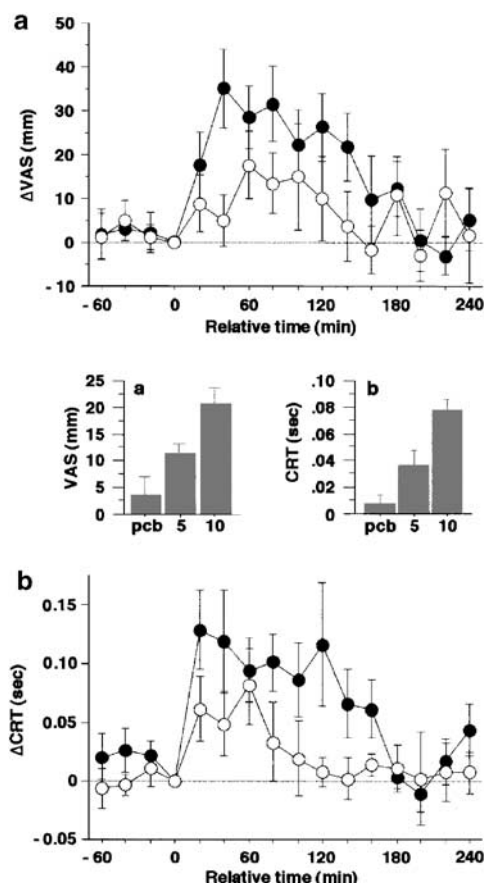 a
50
40
30
20
10
0
- 10
ΔVAS (mm)
- 60 0 60 120 180 240
Relative time (min)
a
25
20
15
10
5
0
VAS (mm)
pcb 5 10
b
.10
.08
.06
.04
.02
0
CRT (sec)
pcb 5 10
b
0.15
0.10
0.05
0
- 0.05
ΔCRT (sec)
- 60 0 60 120 180 240
Relative time (min)